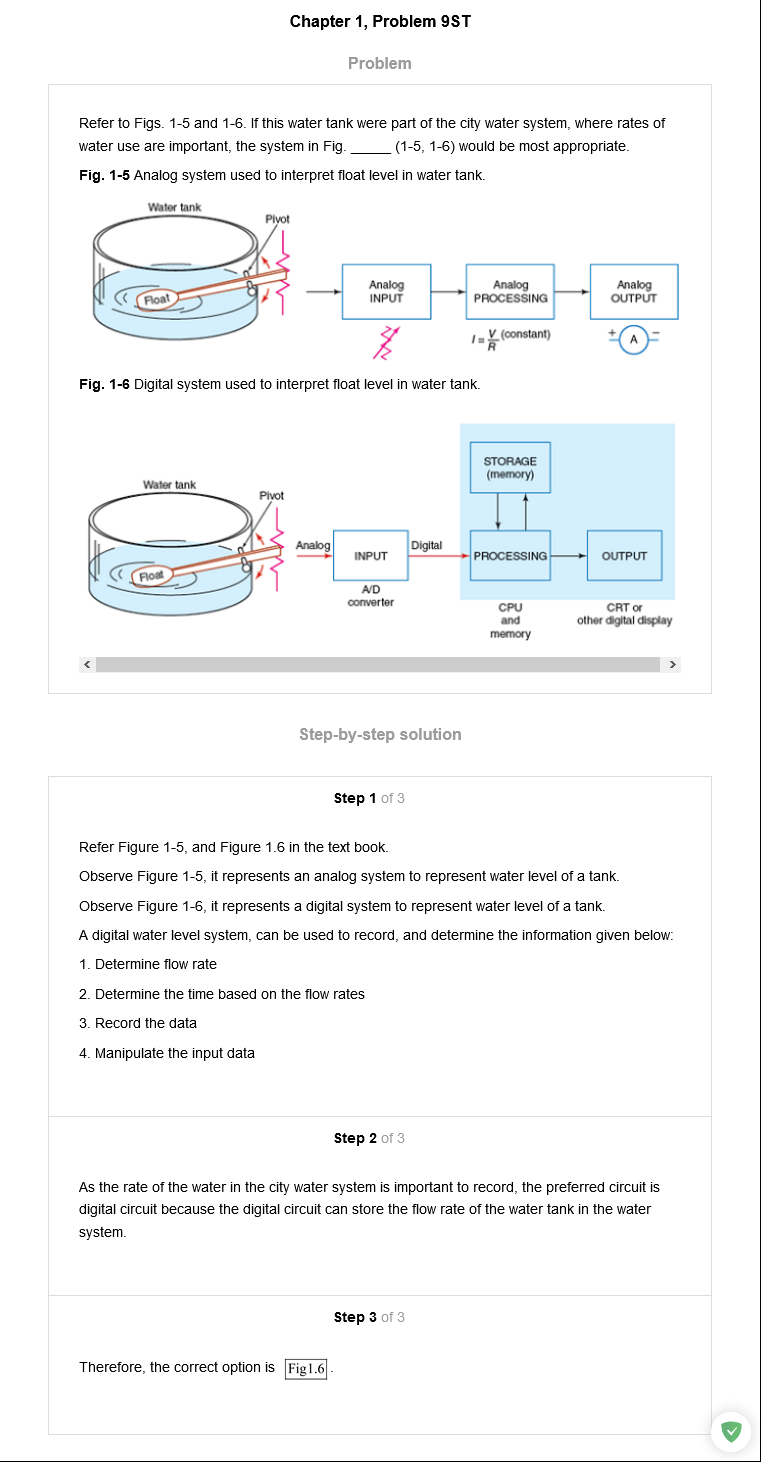 Chapter 1, Problem 9ST
Problem
Refer to Figs. 1-5 and 1-6. If this water tank were part of the city water system, where rates of
water use are important, the system in Fig. _____ (1-5, 1-6) would be most appropriate.
Fig. 1-5 Analog system used to interpret float level in water tank.
Water tank
Pivot
Float
Analog
INPUT
Analog
PROCESSING
Analog
OUTPUT
I = V/R (constant)
+ A −
Fig. 1-6 Digital system used to interpret float level in water tank.
Water tank
Pivot
Float
Analog
INPUT
A/D
converter
Digital
STORAGE
(memory)
PROCESSING
CPU
and
memory
OUTPUT
CRT or
other digital display
Step-by-step solution
Step 1 of 3
Refer Figure 1-5, and Figure 1.6 in the text book.
Observe Figure 1-5, it represents an analog system to represent water level of a tank.
Observe Figure 1-6, it represents a digital system to represent water level of a tank.
A digital water level system, can be used to record, and determine the information given below:
1. Determine flow rate
2. Determine the time based on the flow rates
3. Record the data
4. Manipulate the input data
Step 2 of 3
As the rate of the water in the city water system is important to record, the preferred circuit is
digital circuit because the digital circuit can store the flow rate of the water tank in the water
system.
Step 3 of 3
Therefore, the correct option is Fig1.6.